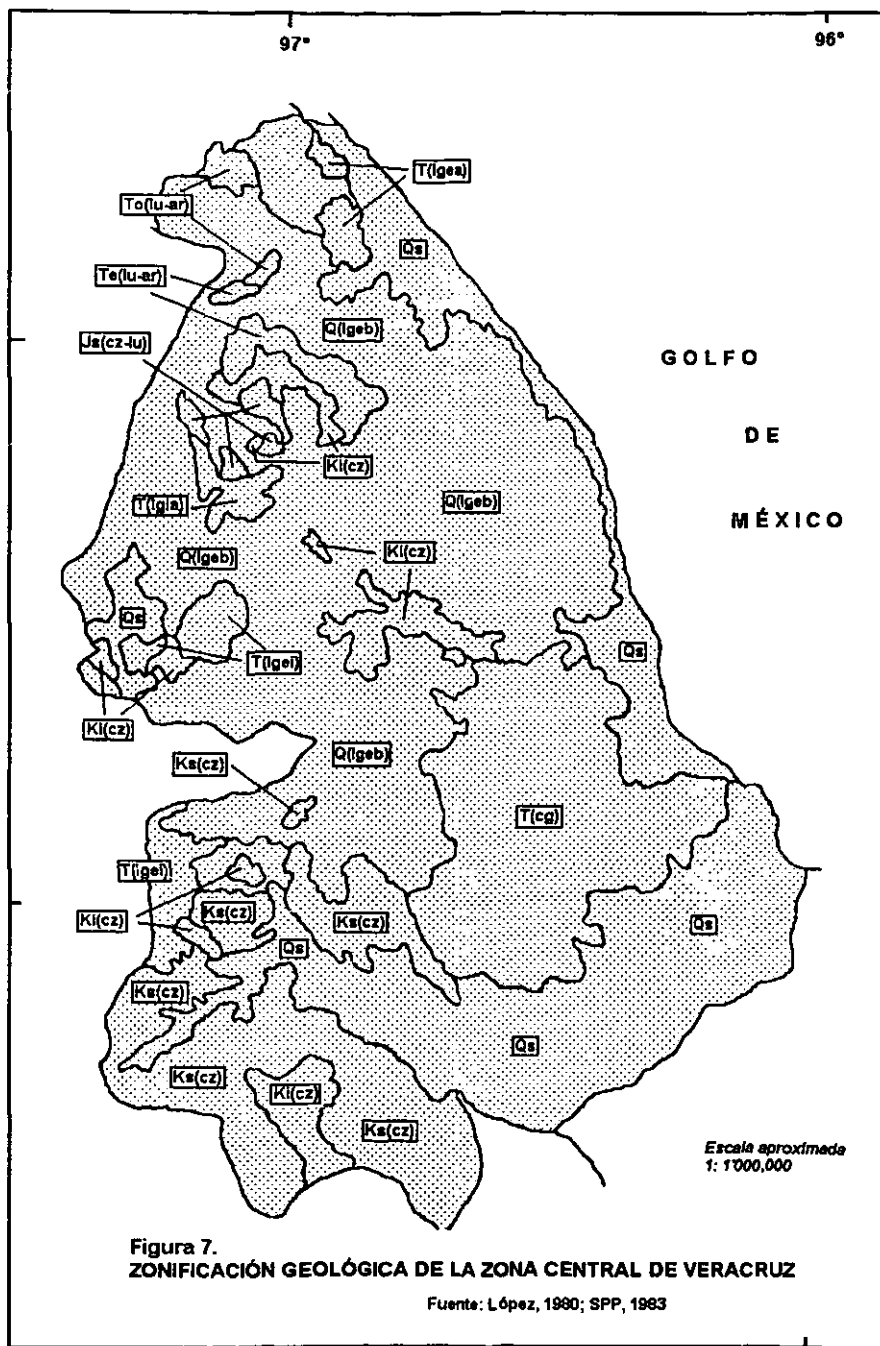 97°
96°
T(Igea)
To(lu-ar)
Qs
Te(lu-ar)
Q(Igeb)
Js(cz-lu)
GOLFO
DE
MÉXICO
Ki(cz)
T(Igia)
Q(Igeb)
Q(Igeb)
Ki(cz)
Qs
T(Igei)
Qs
Ki(cz)
Q(Igeb)
Ks(cz)
T(cg)
T(igei)
Ks(cz)
Ki(cz)
Ks(cz)
Qs
Qs
Ks(cz)
Qs
Ks(cz)
Ki(cz)
Ks(cz)
Escala aproximada
1: 1'000,000
Figura 7.
ZONIFICACIÓN GEOLÓGICA DE LA ZONA CENTRAL DE VERACRUZ
Fuente: López, 1980; SPP, 1983